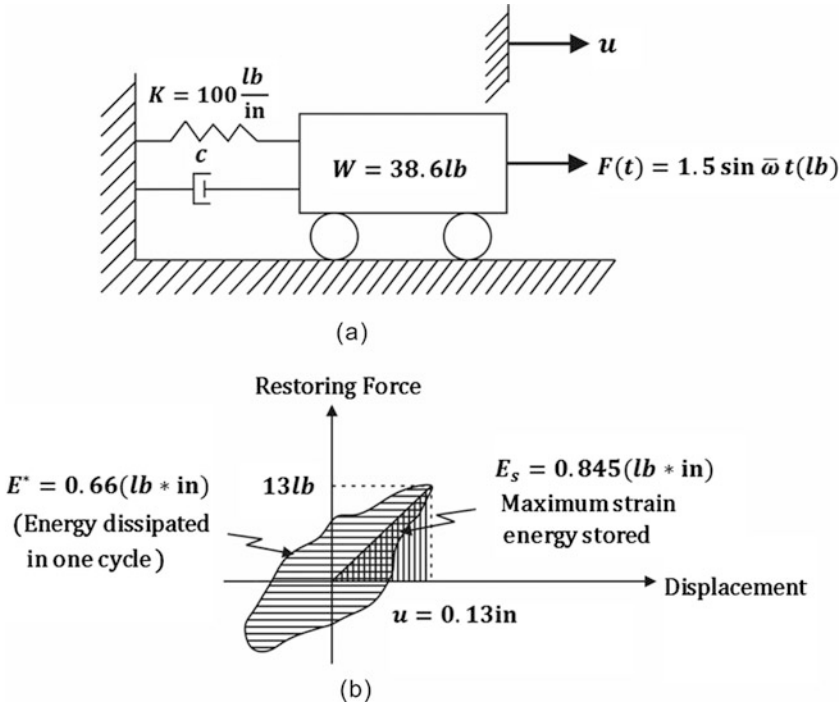 u
K = 100 lb/in
c
W = 38.6lb
F(t) = 1.5 sin ω̄ t(lb)
(a)
Restoring Force
E* = 0.66(lb * in)
(Energy dissipated
in one cycle )
13lb
E_s = 0.845(lb * in)
Maximum strain
energy stored
Displacement
u = 0.13in
(b)